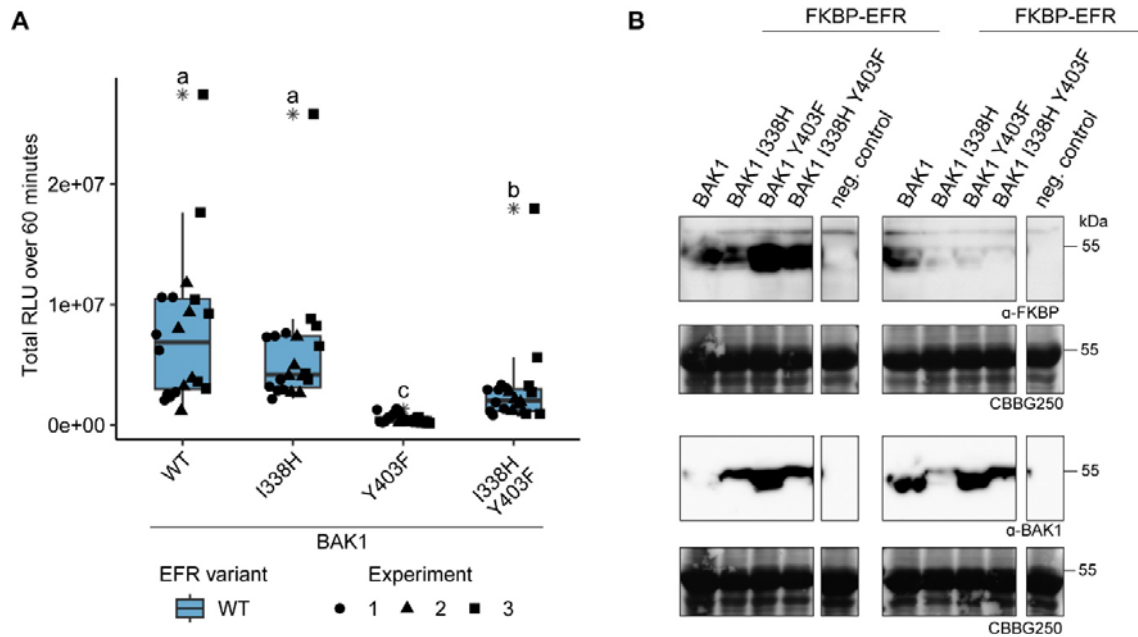 A
a
a
b
c
2e+07
1e+07
0e+00
Total RLU over 60 minutes
WT
I338H
Y403F
I338H
Y403F
BAK1
EFR variant
WT
Experiment
1 2 3
B
FKBP-EFR FKBP-EFR
BAK1
BAK1 I338H
BAK1 Y403F
BAK1 I338H Y403F
neg. control
BAK1
BAK1 I338H
BAK1 Y403F
BAK1 I338H Y403F
neg. control
kDa
55
α-FKBP
55
CBBG250
55
α-BAK1
55
CBBG250